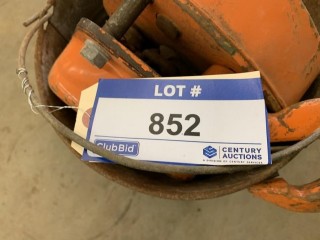 LOT #
852
ClubBid
CENTURY
AUCTIONS